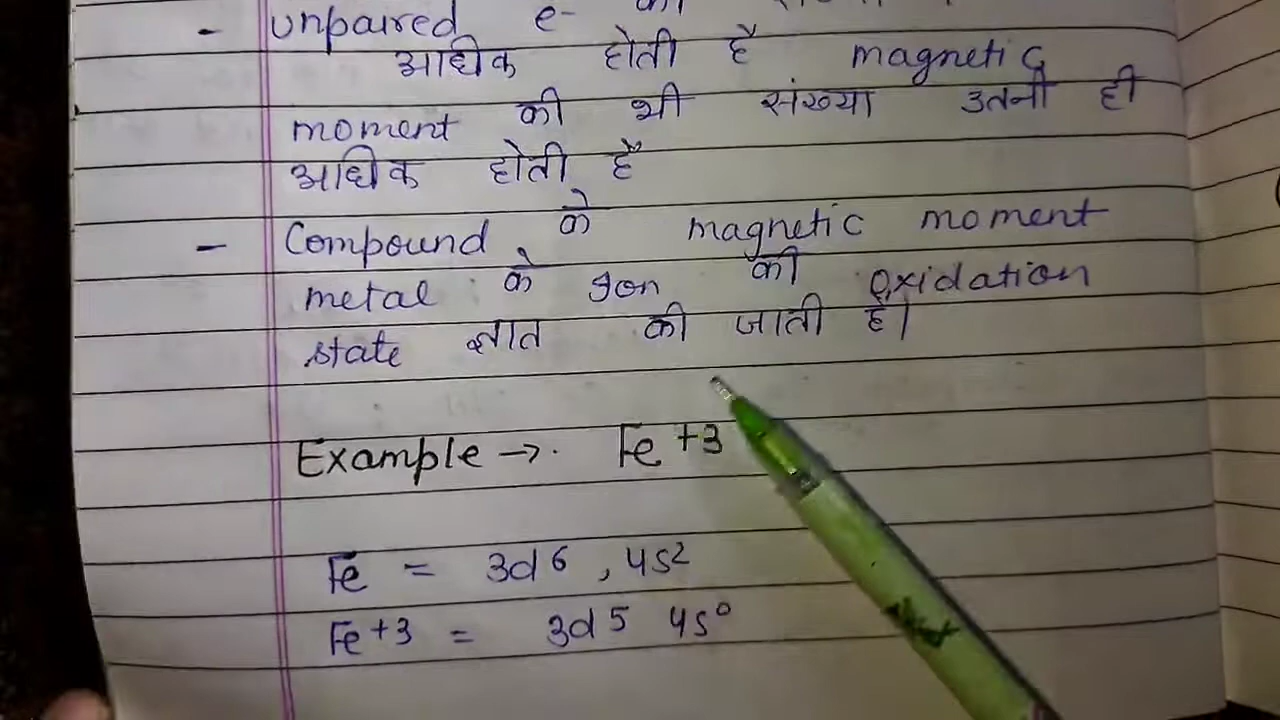 - unpaired e- की
आधिक होती है magnetic
moment की भी संख्या उतनी ही
आधिक होती है
- Compound के magnetic moment
metal के Ion की oxidation
state ज्ञात की जाती है।
Example →. Fe +3
Fe = 3d6 , 4s2
Fe+3 = 3d5 4s°